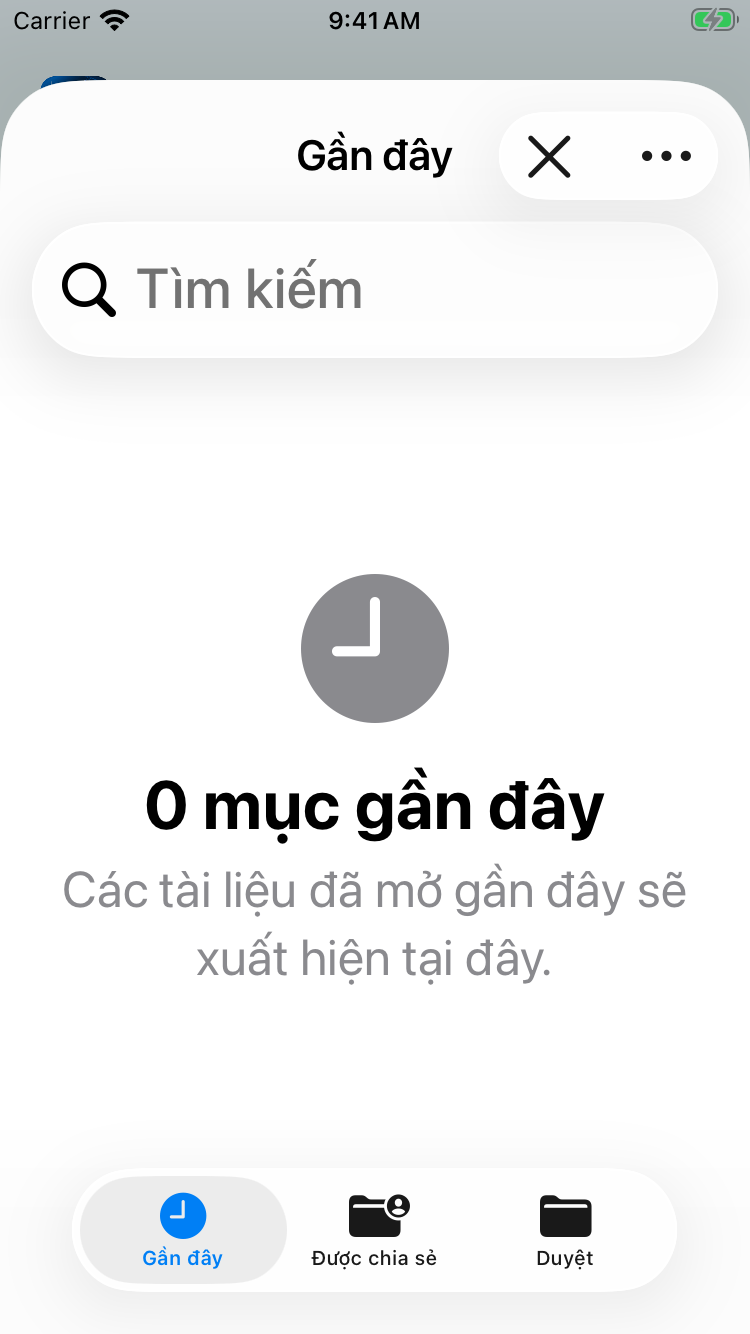 Carrier 9:41 AM
Gần đây
Tìm kiếm
0 mục gần đây
Các tài liệu đã mở gần đây sẽ
xuất hiện tại đây.
Gần đây Được chia sẻ Duyệt